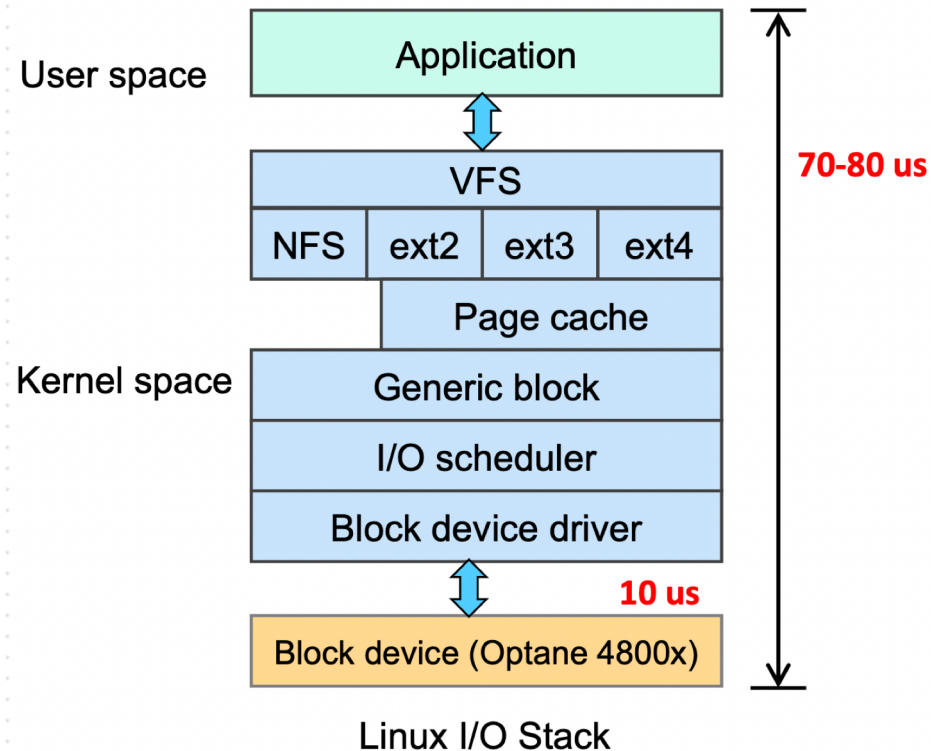 Application
User space
70-80 us
VFS
NFS ext2 ext3 ext4
Page cache
Kernel space
Generic block
I/O scheduler
Block device driver
10 us
Block device (Optane 4800x)
Linux I/O Stack